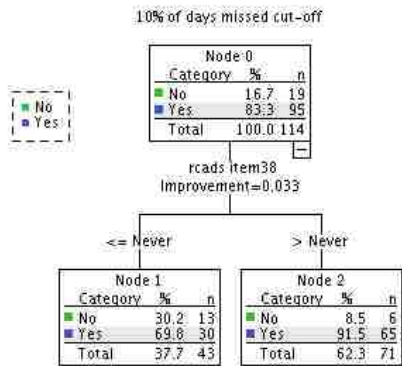 10% of days missed cut-off
Node 0
Category % n
No 16.7 19
Yes 83.3 95
Total 100.0 114
No
Yes
rcads item38
Improvement=0.033
<= Never
> Never
Node 1
Category % n
No 30.2 13
Yes 69.8 30
Total 37.7 43
Node 2
Category % n
No 8.5 6
Yes 91.5 65
Total 62.3 71